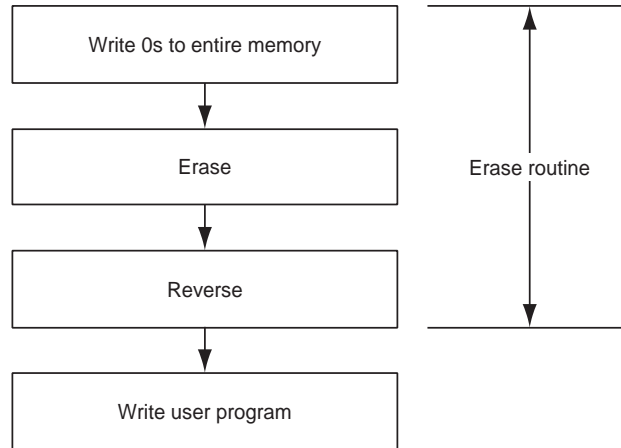 Write 0s to entire memory
Erase
Erase routine
Reverse
Write user program